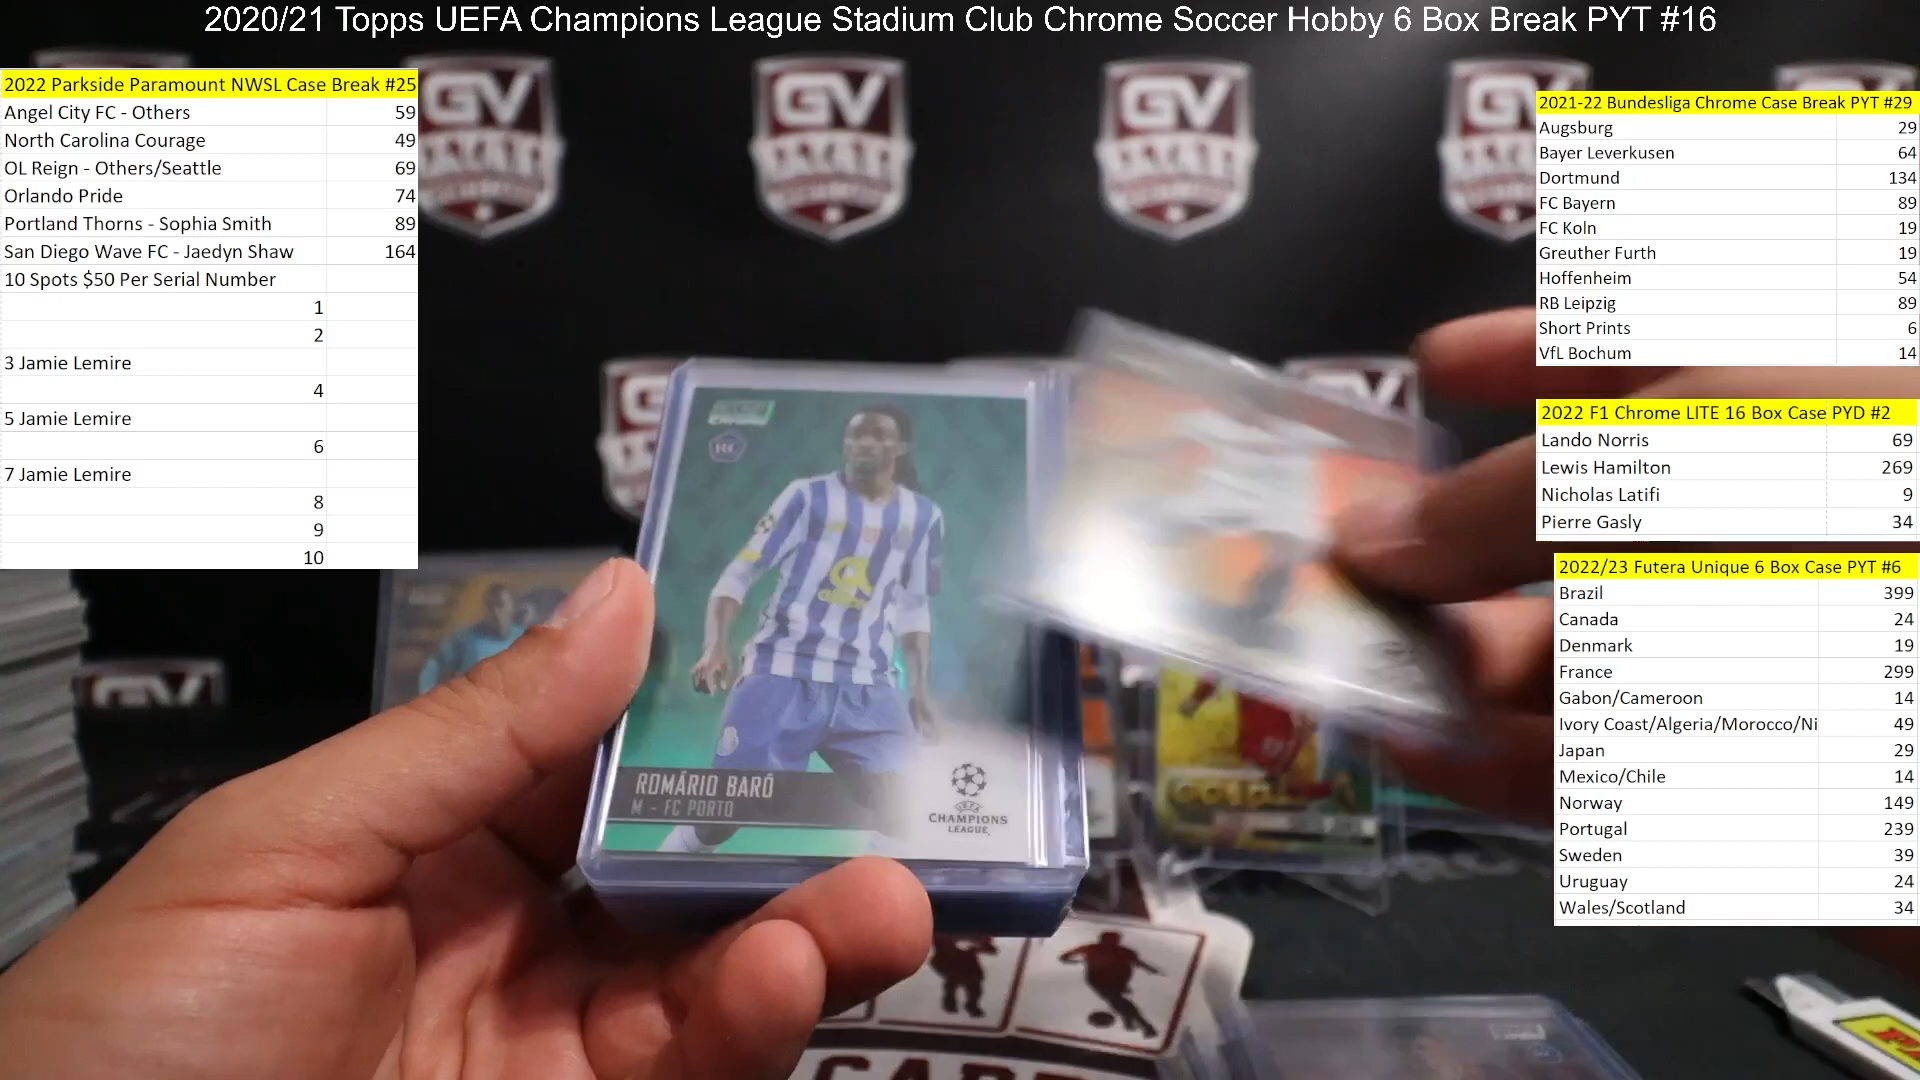 2020/21 Topps UEFA Champions League Stadium Club Chrome Soccer Hobby 6 Box Break PYT #16
2022 Parkside Paramount NWSL Case Break #25
Angel City FC - Others 59
North Carolina Courage 49
OL Reign - Others/Seattle 69
Orlando Pride 74
Portland Thorns - Sophia Smith 89
San Diego Wave FC - Jaedyn Shaw 164
10 Spots $50 Per Serial Number
1
2
3 Jamie Lemire
4
5 Jamie Lemire
6
7 Jamie Lemire
8
9
10
2021-22 Bundesliga Chrome Case Break PYT #29
Augsburg 29
Bayer Leverkusen 64
Dortmund 134
FC Bayern 89
FC Koln 19
Greuther Furth 19
Hoffenheim 54
RB Leipzig 89
Short Prints 6
VfL Bochum 14
2022 F1 Chrome LITE 16 Box Case PYD #2
Lando Norris 69
Lewis Hamilton 269
Nicholas Latifi 9
Pierre Gasly 34
2022/23 Futera Unique 6 Box Case PYT #6
Brazil 399
Canada 24
Denmark 19
France 299
Gabon/Cameroon 14
Ivory Coast/Algeria/Morocco/Ni 49
Japan 29
Mexico/Chile 14
Norway 149
Portugal 239
Sweden 39
Uruguay 24
Wales/Scotland 34
GV
GV
GV
GV
CHROME
RC
ROMÁRIO BARÓ
M - FC PORTO
UEFA
CHAMPIONS
LEAGUE
GV
CARD